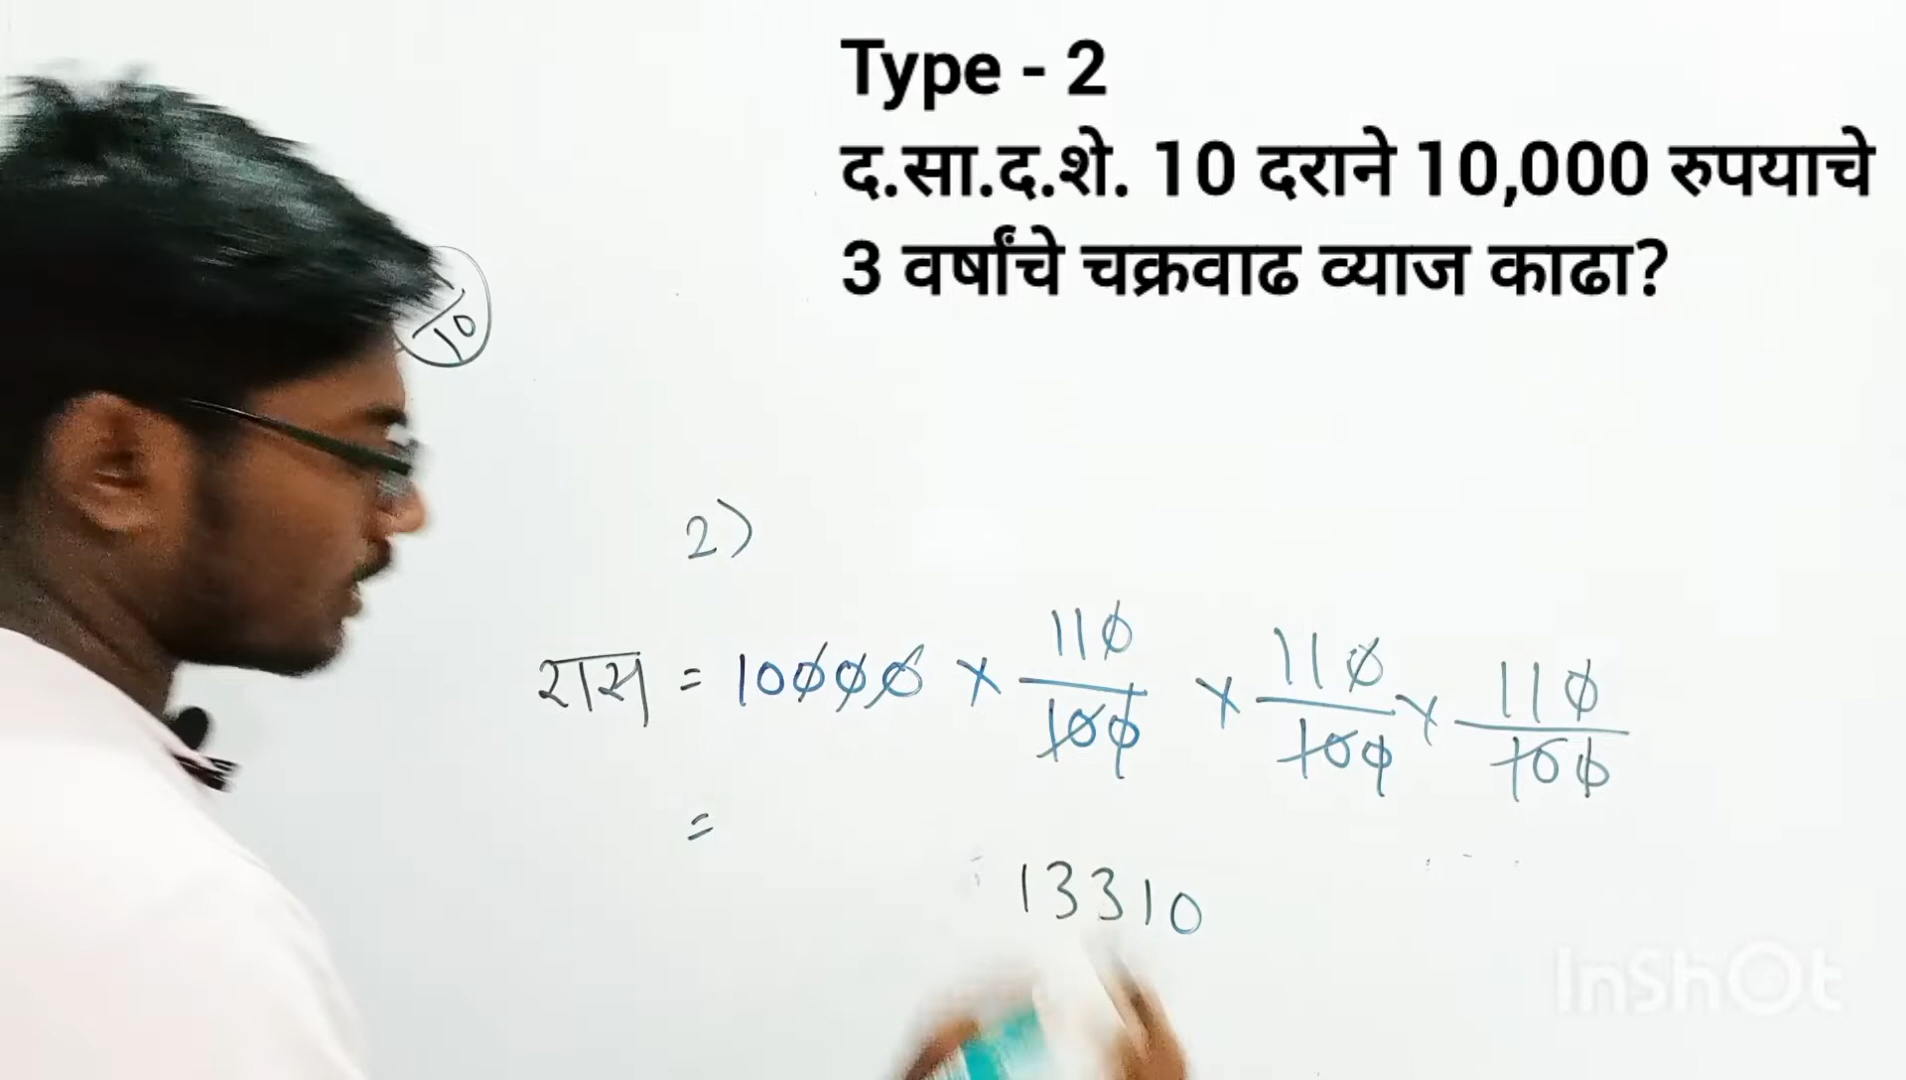 Type - 2
द.सा.द.शे. 10 दराने 10,000 रुपयाचे
3 वर्षांचे चक्रवाढ व्याज काढा?
10
2)
रास = 10000 × 110/100 × 110/100 × 110/100
=
13310
InShOt